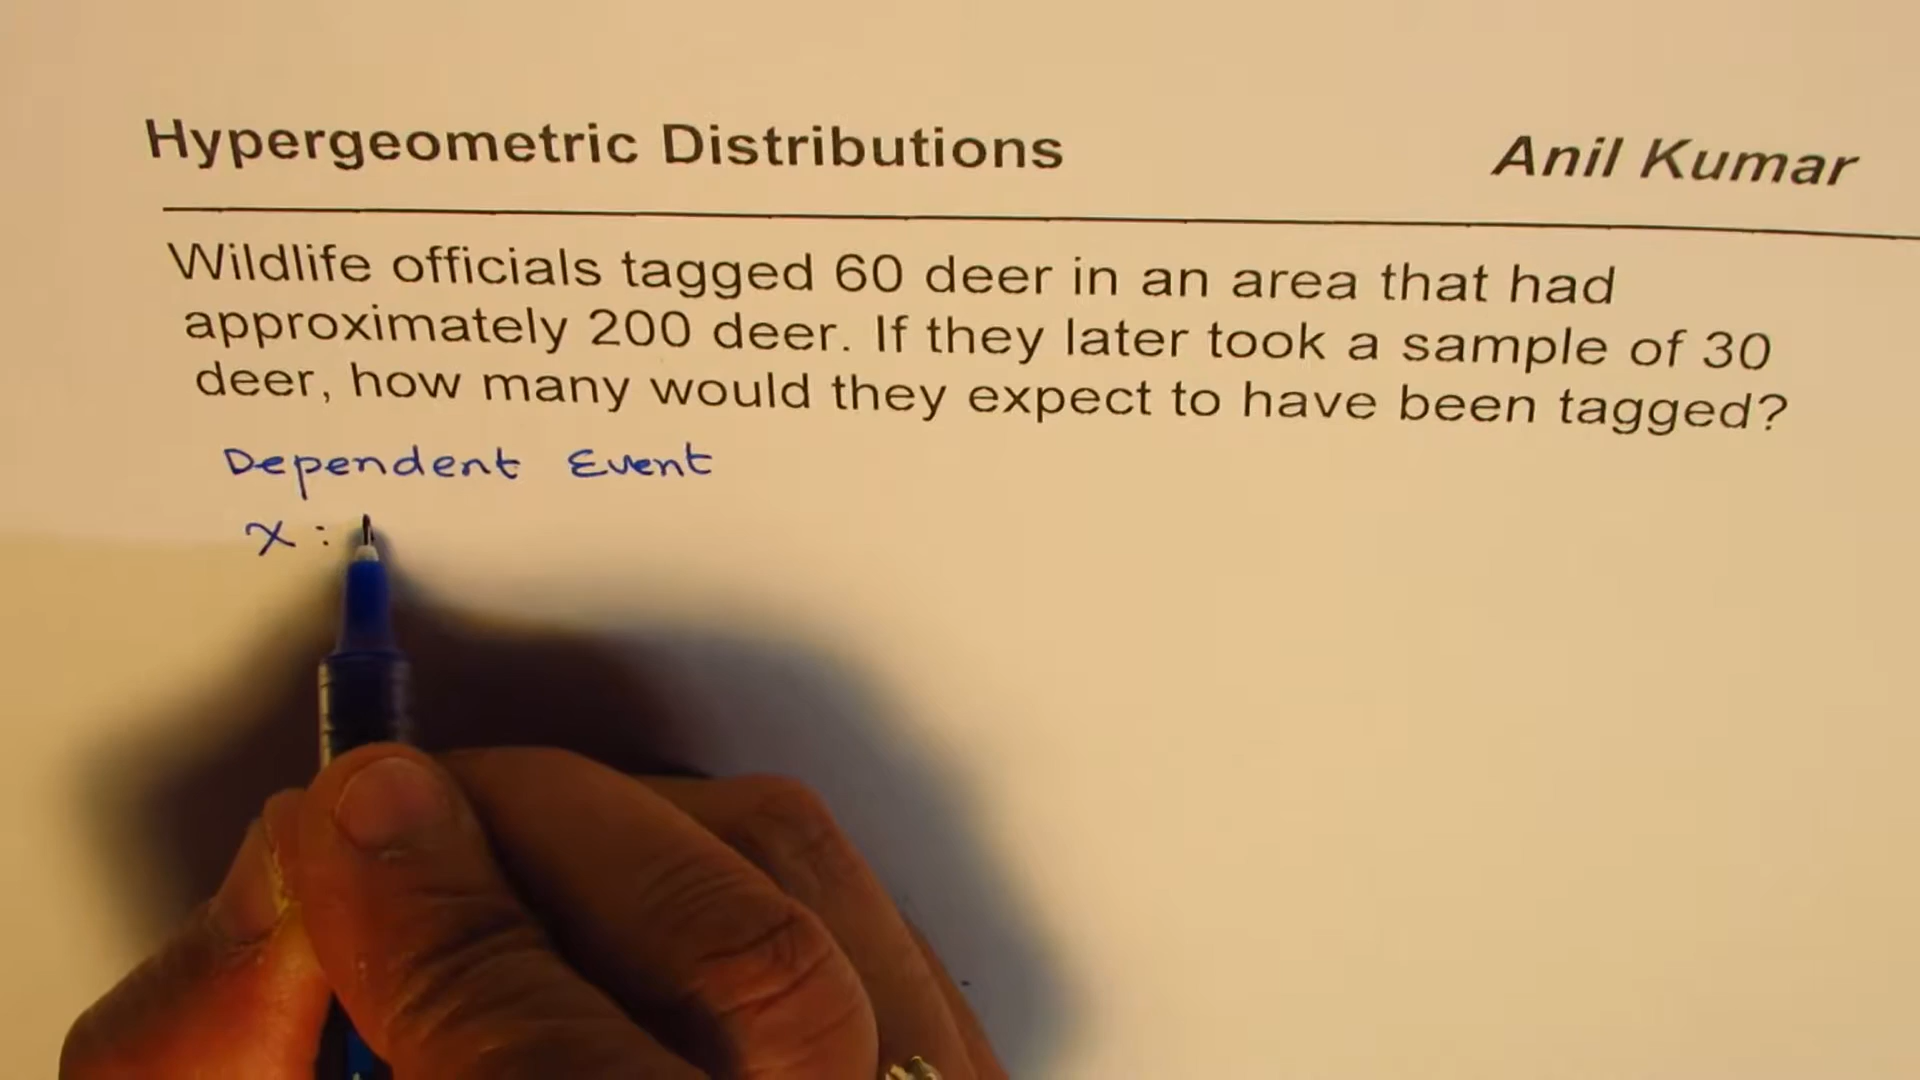 Hypergeometric Distributions Anil Kumar
Wildlife officials tagged 60 deer in an area that had
approximately 200 deer. If they later took a sample of 30
deer, how many would they expect to have been tagged?
Dependent Event
X :